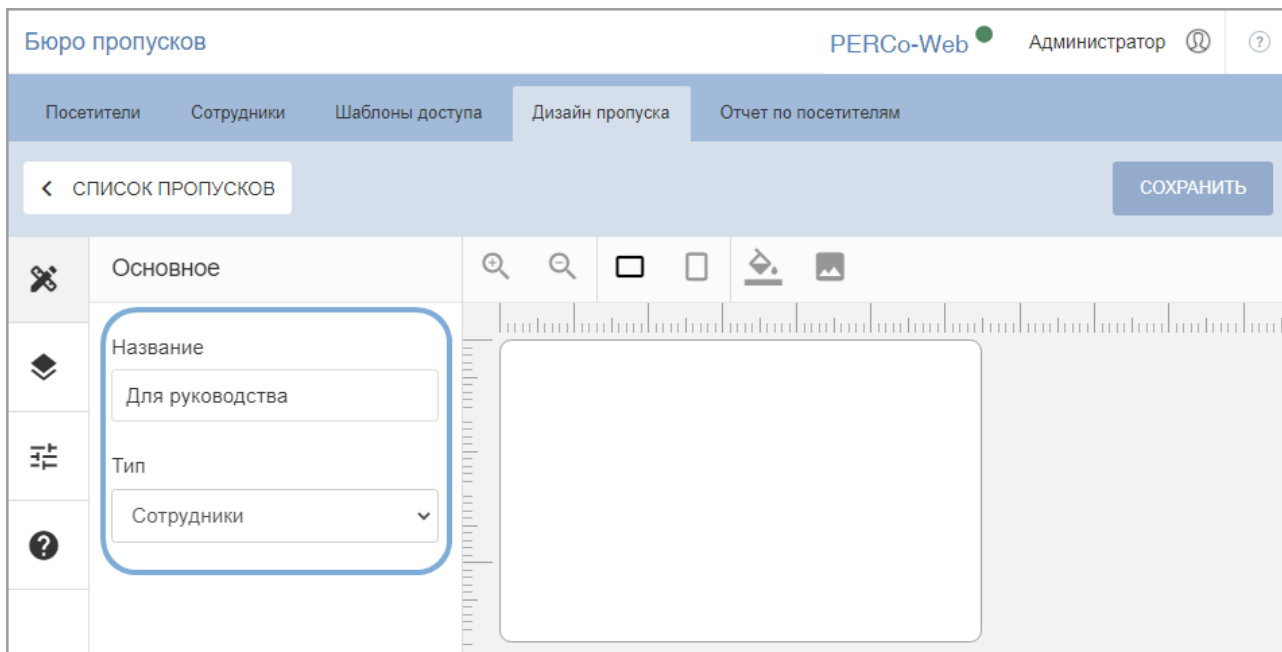 Бюро пропусков
PERCo-Web
Администратор
?
Посетители
Сотрудники
Шаблоны доступа
Дизайн пропуска
Отчет по посетителям
СПИСОК ПРОПУСКОВ
СОХРАНИТЬ
Основное
Название
Для руководства
Тип
Сотрудники
?